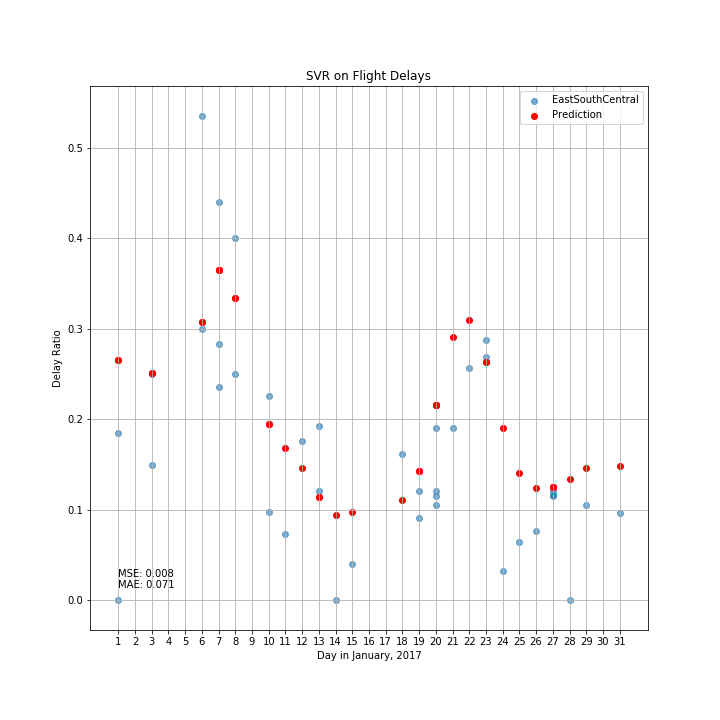 SVR on Flight Delays
EastSouthCentral
Prediction
Delay Ratio
0.5
0.4
0.3
0.2
0.1
0.0
MSE: 0.008
MAE: 0.071
1 2 3 4 5 6 7 8 9 10 11 12 13 14 15 16 17 18 19 20 21 22 23 24 25 26 27 28 29 30 31
Day in January, 2017